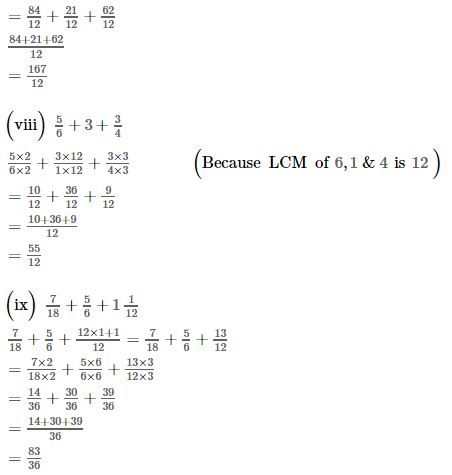 = 84/12 + 21/12 + 62/12
84+21+62/12
= 167/12
(viii) 5/6 + 3 + 3/4
5×2/6×2 + 3×12/1×12 + 3×3/4×3 (Because LCM of 6, 1 & 4 is 12)
= 10/12 + 36/12 + 9/12
= 10+36+9/12
= 55/12
(ix) 7/18 + 5/6 + 1 1/12
7/18 + 5/6 + 12×1+1/12 = 7/18 + 5/6 + 13/12
= 7×2/18×2 + 5×6/6×6 + 13×3/12×3
= 14/36 + 30/36 + 39/36
= 14+30+39/36
= 83/36